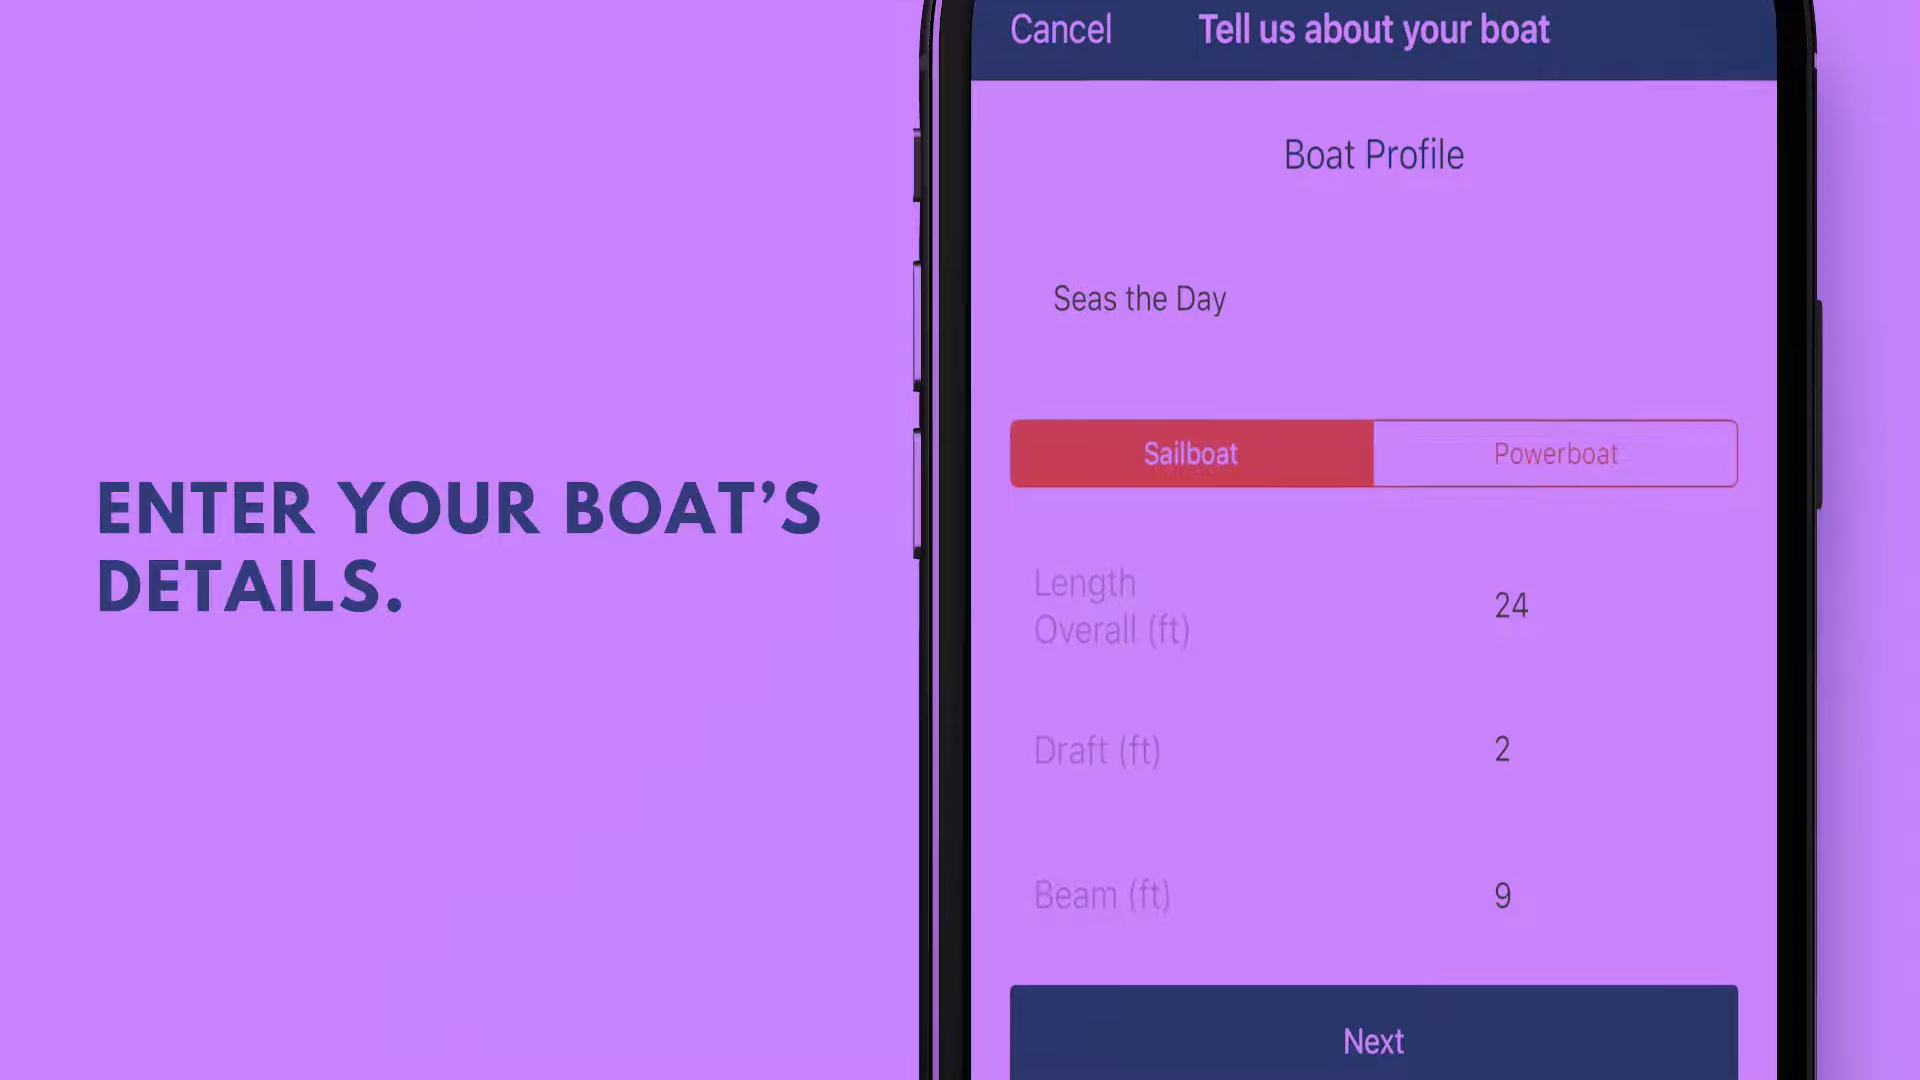 ENTER YOUR BOAT’S
DETAILS.
Cancel
Tell us about your boat
Boat Profile
Seas the Day
Sailboat
Powerboat
Length
Overall (ft)
24
Draft (ft)
2
Beam (ft)
9
Next